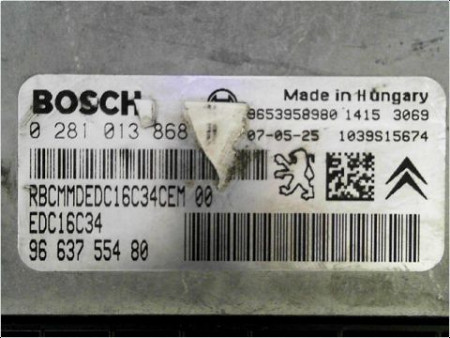 BOSCH
Made in Hungary
9653958980 1415 3069
0 281 013 868
07-05-25 1039S15674
RBCMMDEDC16C34CEM 00
EDC16C34
96 637 554 80